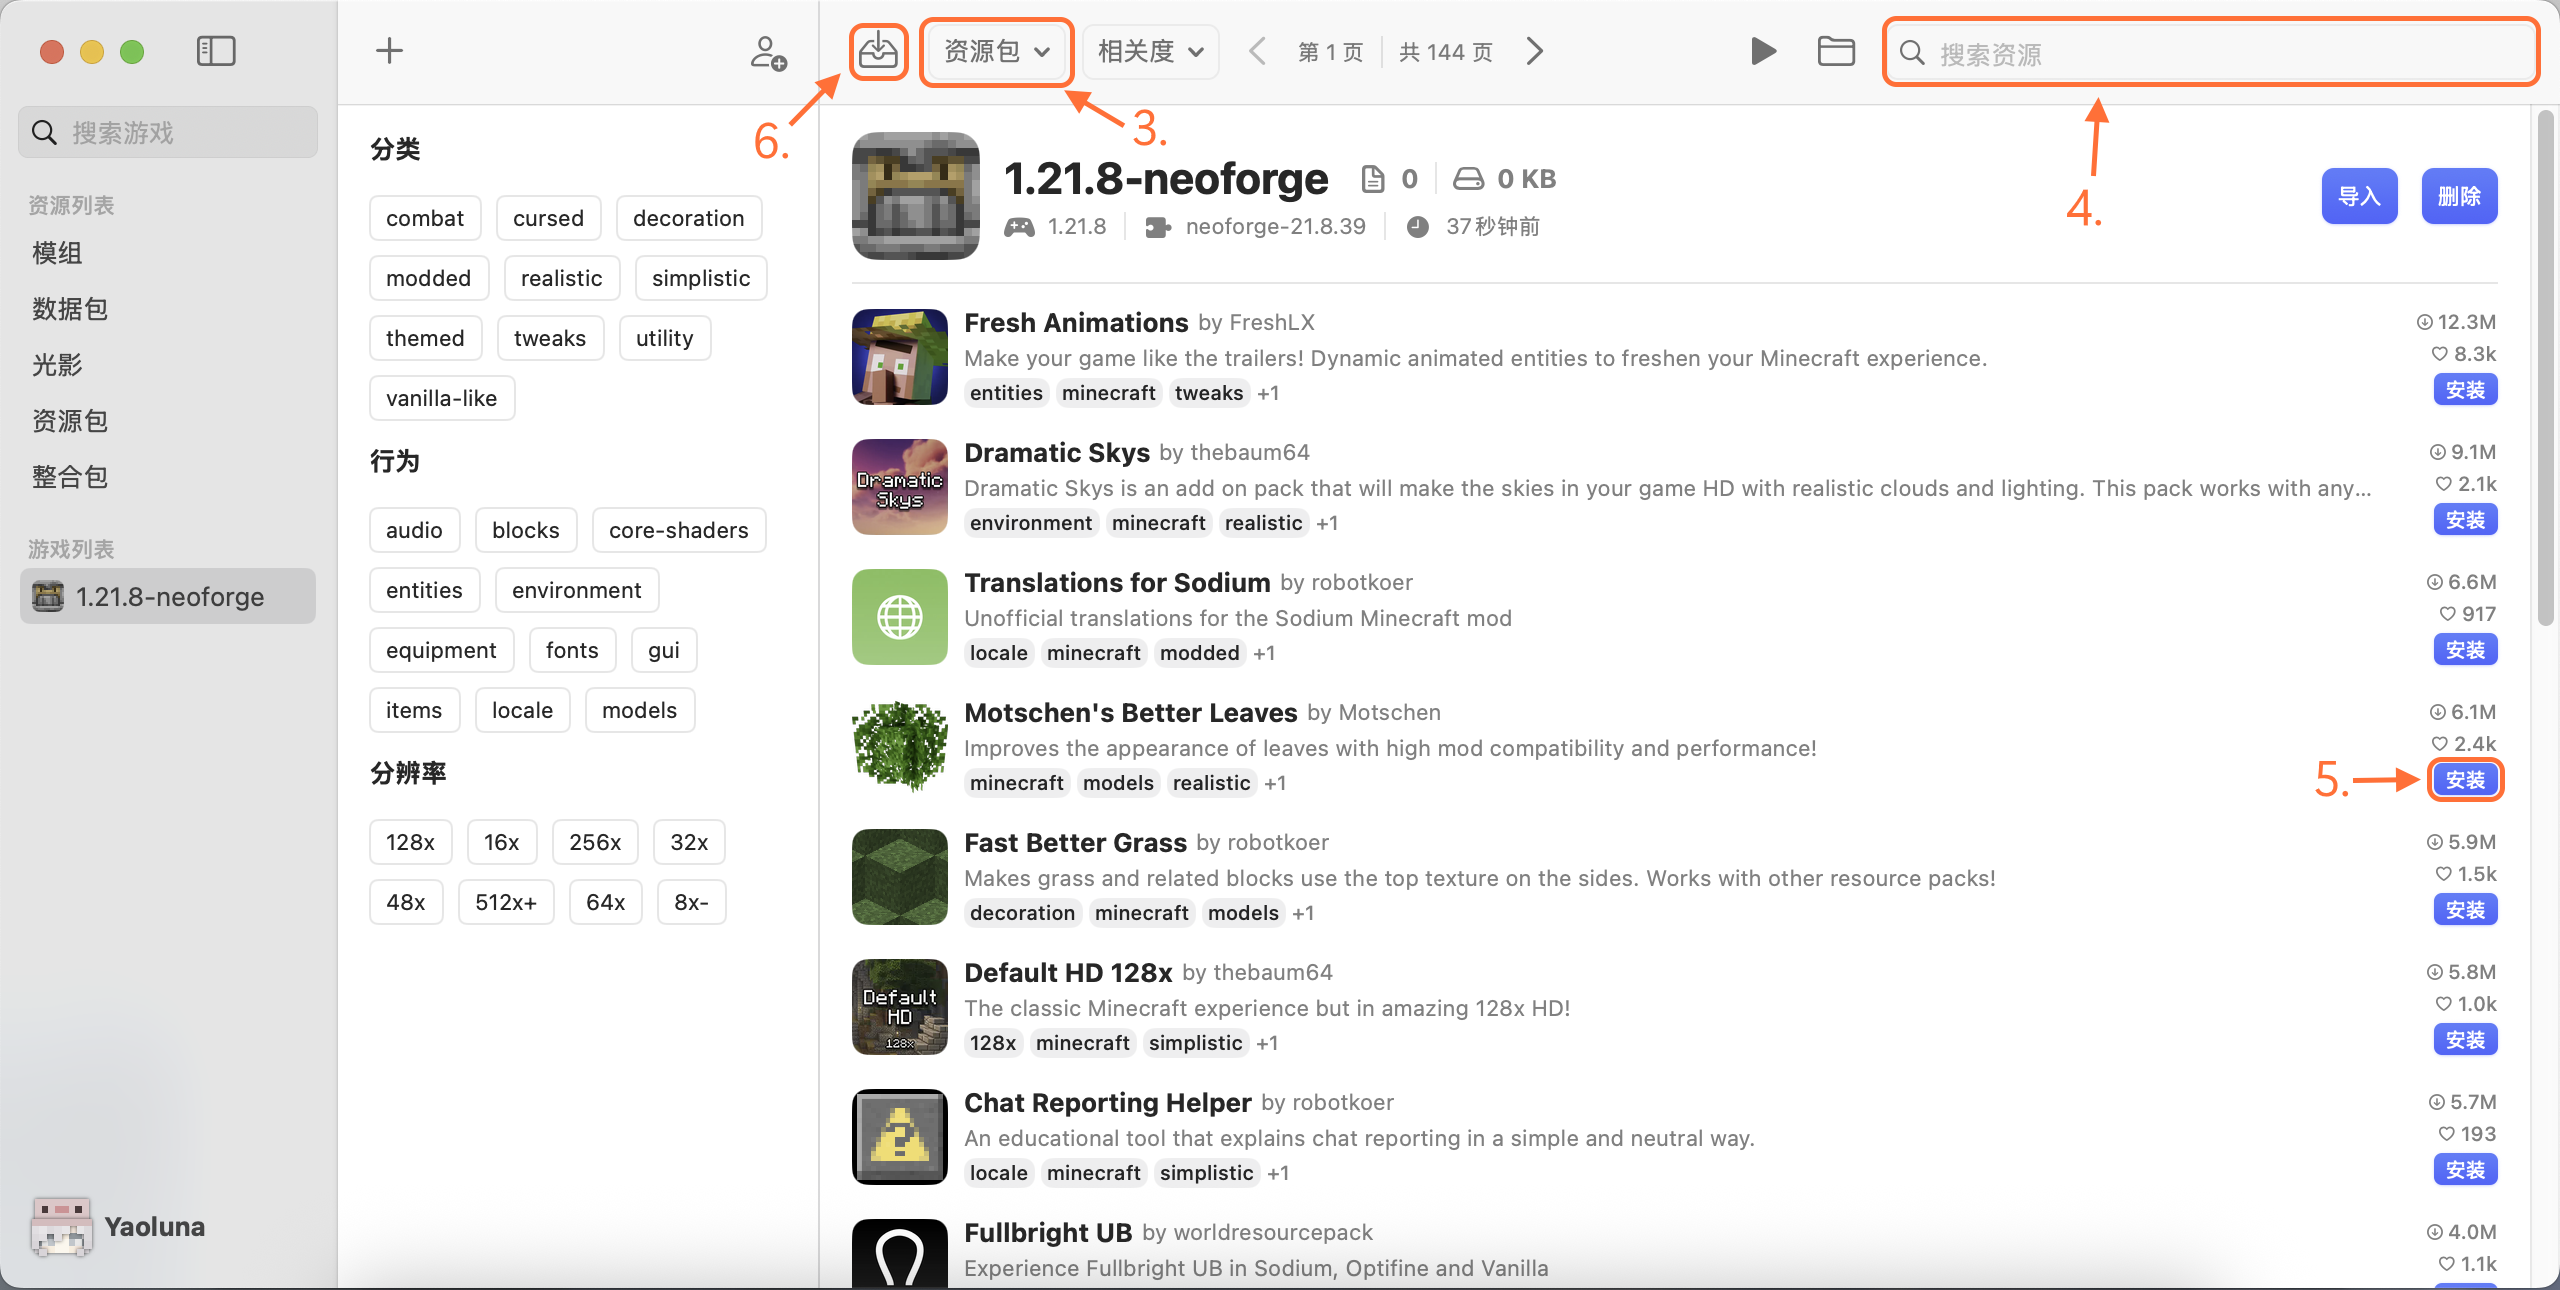 搜索游戏
资源列表
模组
数据包
光影
资源包
整合包
游戏列表
1.21.8-neoforge
Yaoluna
分类
combat cursed decoration
modded realistic simplistic
themed tweaks utility
vanilla-like
行为
audio blocks core-shaders
entities environment
equipment fonts gui
items locale models
分辨率
128x 16x 256x 32x
48x 512x+ 64x 8x-
资源包 相关度 第 1 页 共 144 页 搜索资源
6. 3. 4.
1.21.8-neoforge 0 0 KB
1.21.8 neoforge-21.8.39 37秒钟前
导入 删除
Fresh Animations by FreshLX 12.3M
Make your game like the trailers! Dynamic animated entities to freshen your Minecraft experience. 8.3k
entities minecraft tweaks +1 安装
Dramatic Skys
Dramatic Skys by thebaum64 9.1M
Dramatic Skys is an add on pack that will make the skies in your game HD with realistic clouds and lighting. This pack works with any... 2.1k
environment minecraft realistic +1 安装
Translations for Sodium by robotkoer 6.6M
Unofficial translations for the Sodium Minecraft mod 917
locale minecraft modded +1 安装
Motschen's Better Leaves by Motschen 6.1M
Improves the appearance of leaves with high mod compatibility and performance! 2.4k
minecraft models realistic +1 5. 安装
Fast Better Grass by robotkoer 5.9M
Makes grass and related blocks use the top texture on the sides. Works with other resource packs! 1.5k
decoration minecraft models +1 安装
Default HD 128x
Default HD 128x by thebaum64 5.8M
The classic Minecraft experience but in amazing 128x HD! 1.0k
128x minecraft simplistic +1 安装
Chat Reporting Helper by robotkoer 5.7M
An educational tool that explains chat reporting in a simple and neutral way. 193
locale minecraft simplistic +1 安装
Fullbright UB by worldresourcepack 4.0M
Experience Fullbright UB in Sodium, Optifine and Vanilla 1.1k